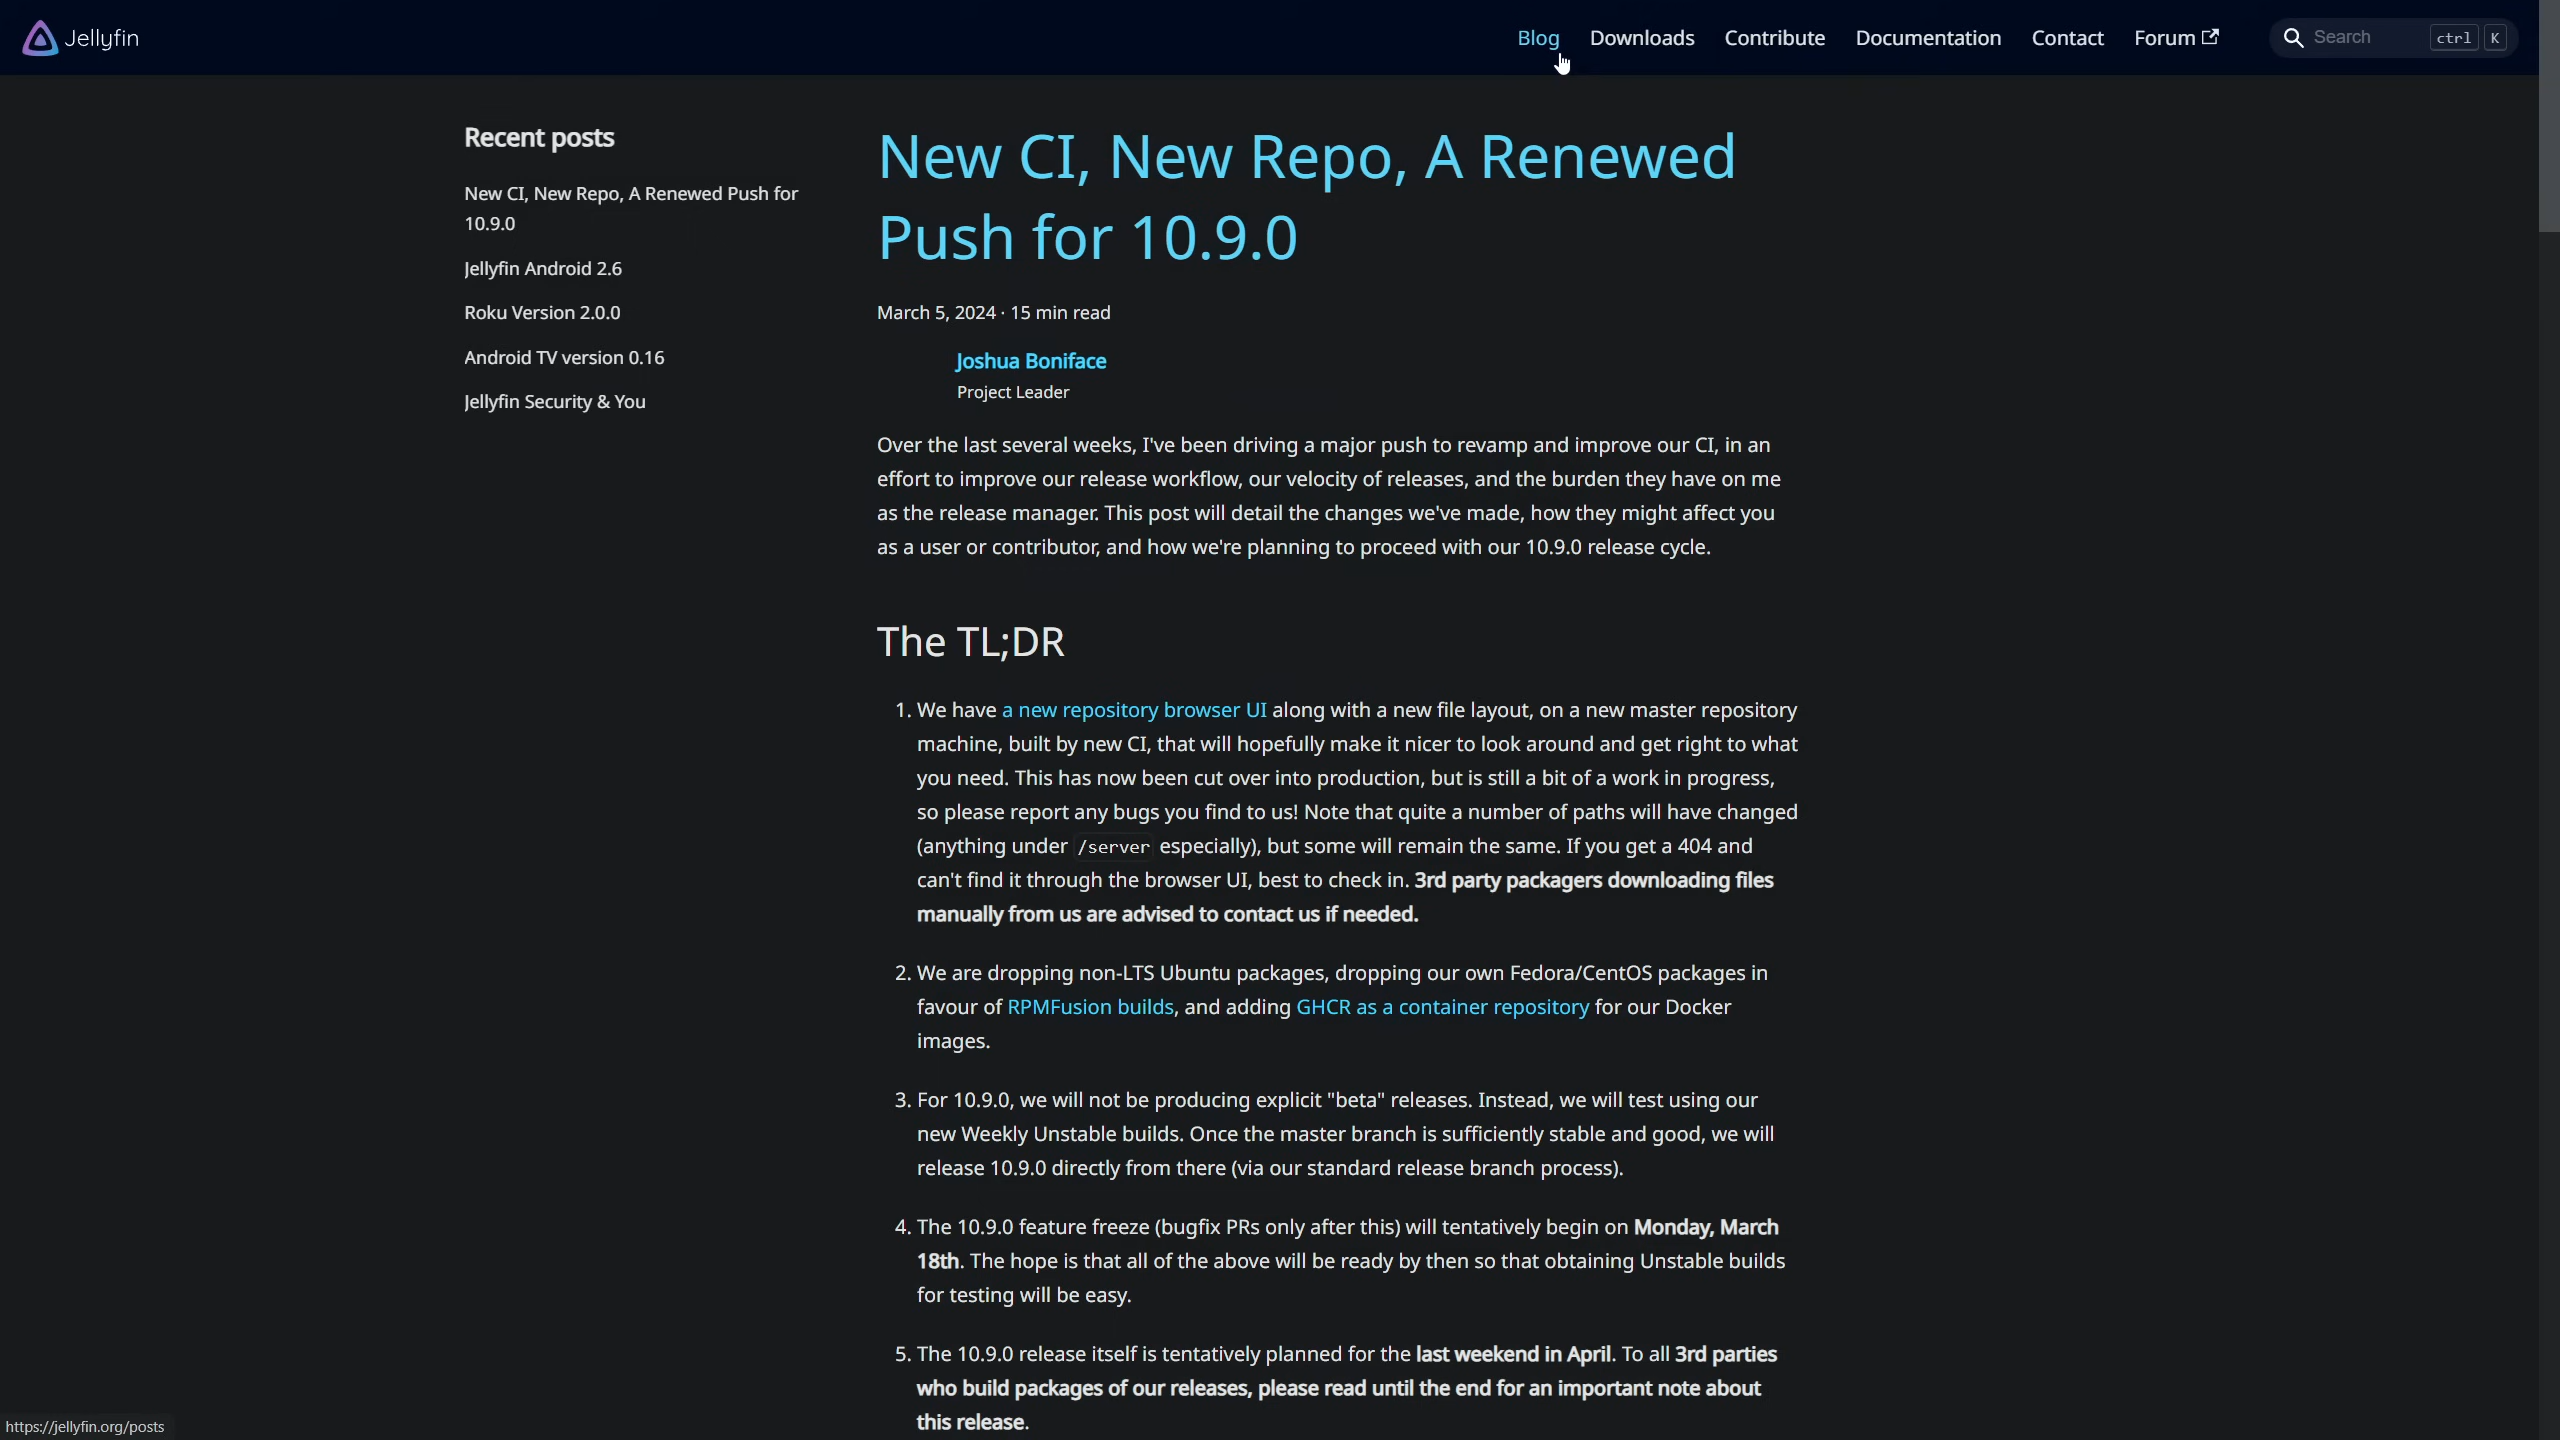 Jellyfin
Blog
Downloads
Contribute
Documentation
Contact
Forum
Search
ctrl
K
Recent posts
New CI, New Repo, A Renewed Push for
10.9.0
Jellyfin Android 2.6
Roku Version 2.0.0
Android TV version 0.16
Jellyfin Security & You
New CI, New Repo, A Renewed
Push for 10.9.0
March 5, 2024 · 15 min read
Joshua Boniface
Project Leader
Over the last several weeks, I've been driving a major push to revamp and improve our CI, in an
effort to improve our release workflow, our velocity of releases, and the burden they have on me
as the release manager. This post will detail the changes we've made, how they might affect you
as a user or contributor, and how we're planning to proceed with our 10.9.0 release cycle.
The TL;DR
1. We have a new repository browser UI along with a new file layout, on a new master repository
machine, built by new CI, that will hopefully make it nicer to look around and get right to what
you need. This has now been cut over into production, but is still a bit of a work in progress,
so please report any bugs you find to us! Note that quite a number of paths will have changed
(anything under /server especially), but some will remain the same. If you get a 404 and
can't find it through the browser UI, best to check in. 3rd party packagers downloading files
manually from us are advised to contact us if needed.
2. We are dropping non-LTS Ubuntu packages, dropping our own Fedora/CentOS packages in
favour of RPMFusion builds, and adding GHCR as a container repository for our Docker
images.
3. For 10.9.0, we will not be producing explicit "beta" releases. Instead, we will test using our
new Weekly Unstable builds. Once the master branch is sufficiently stable and good, we will
release 10.9.0 directly from there (via our standard release branch process).
4. The 10.9.0 feature freeze (bugfix PRs only after this) will tentatively begin on Monday, March
18th. The hope is that all of the above will be ready by then so that obtaining Unstable builds
for testing will be easy.
5. The 10.9.0 release itself is tentatively planned for the last weekend in April. To all 3rd parties
who build packages of our releases, please read until the end for an important note about
this release.
https://jellyfin.org/posts